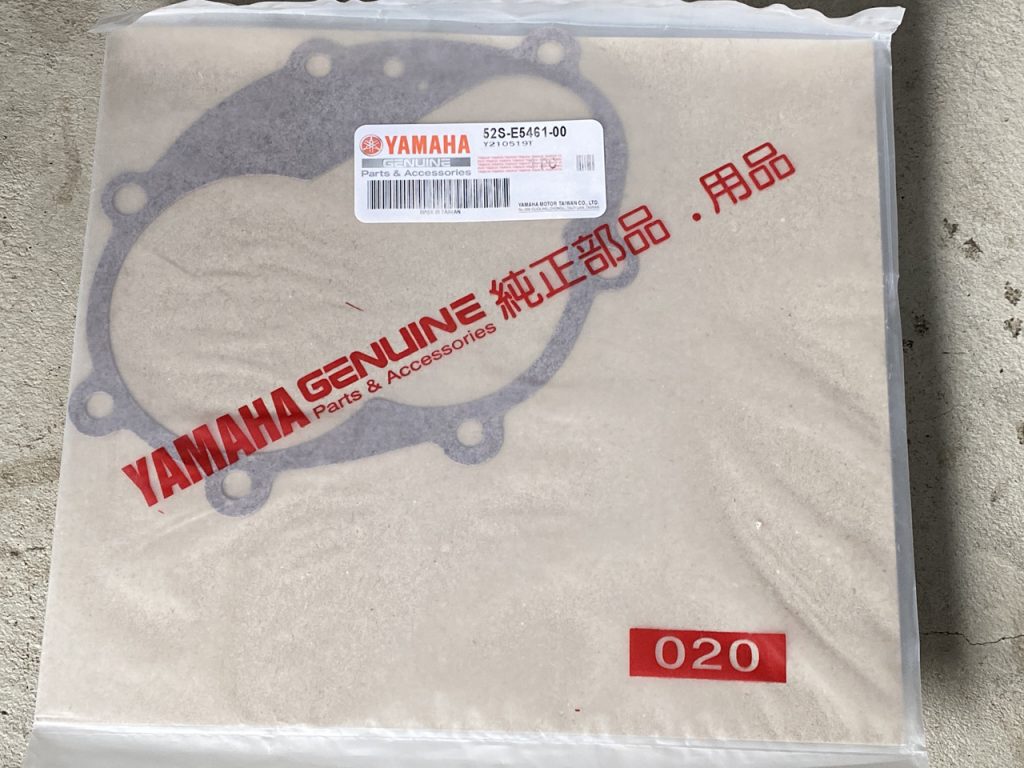 YAMAHA
GENUINE
Parts & Accessories
52S-E5461-00
Y210519T
MADE IN TAIWAN
YAMAHA MOTOR TAIWAN CO., LTD.
YAMAHA GENUINE 純正部品 . 用品
Parts & Accessories
020